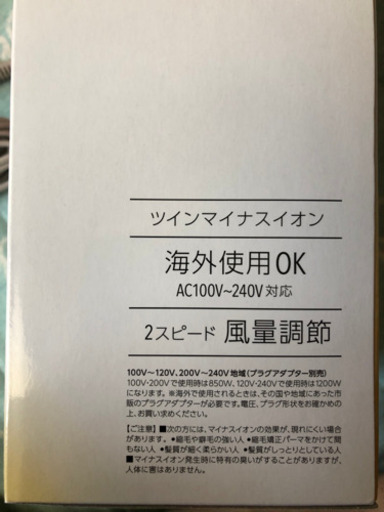 ツインマイナスイオン
海外使用OK
AC100V~240V 対応
2スピード 風量調節
100V~120V、200V~240V地域(プラグアダプター別売)
100V-200Vで使用時は850W、120V-240Vで使用時は1200W
になります。※海外で使用されるときは、その国や地域にあった市
販のプラグアダプターが必要です。電圧、プラグ形状をお確かめの
上、お買い求めください。
【ご注意】■次の方には、マイナスイオンの効果が、現れにくい場合
があります。●縮毛や癖毛の強い人 ●縮毛矯正パーマをかけて間
もない人 ●髪質が細く柔らかい人 ●髪質がしっとりとしている人
■マイナスイオン発生時に特有の臭いがすることがありますが、
人体に害はありません。